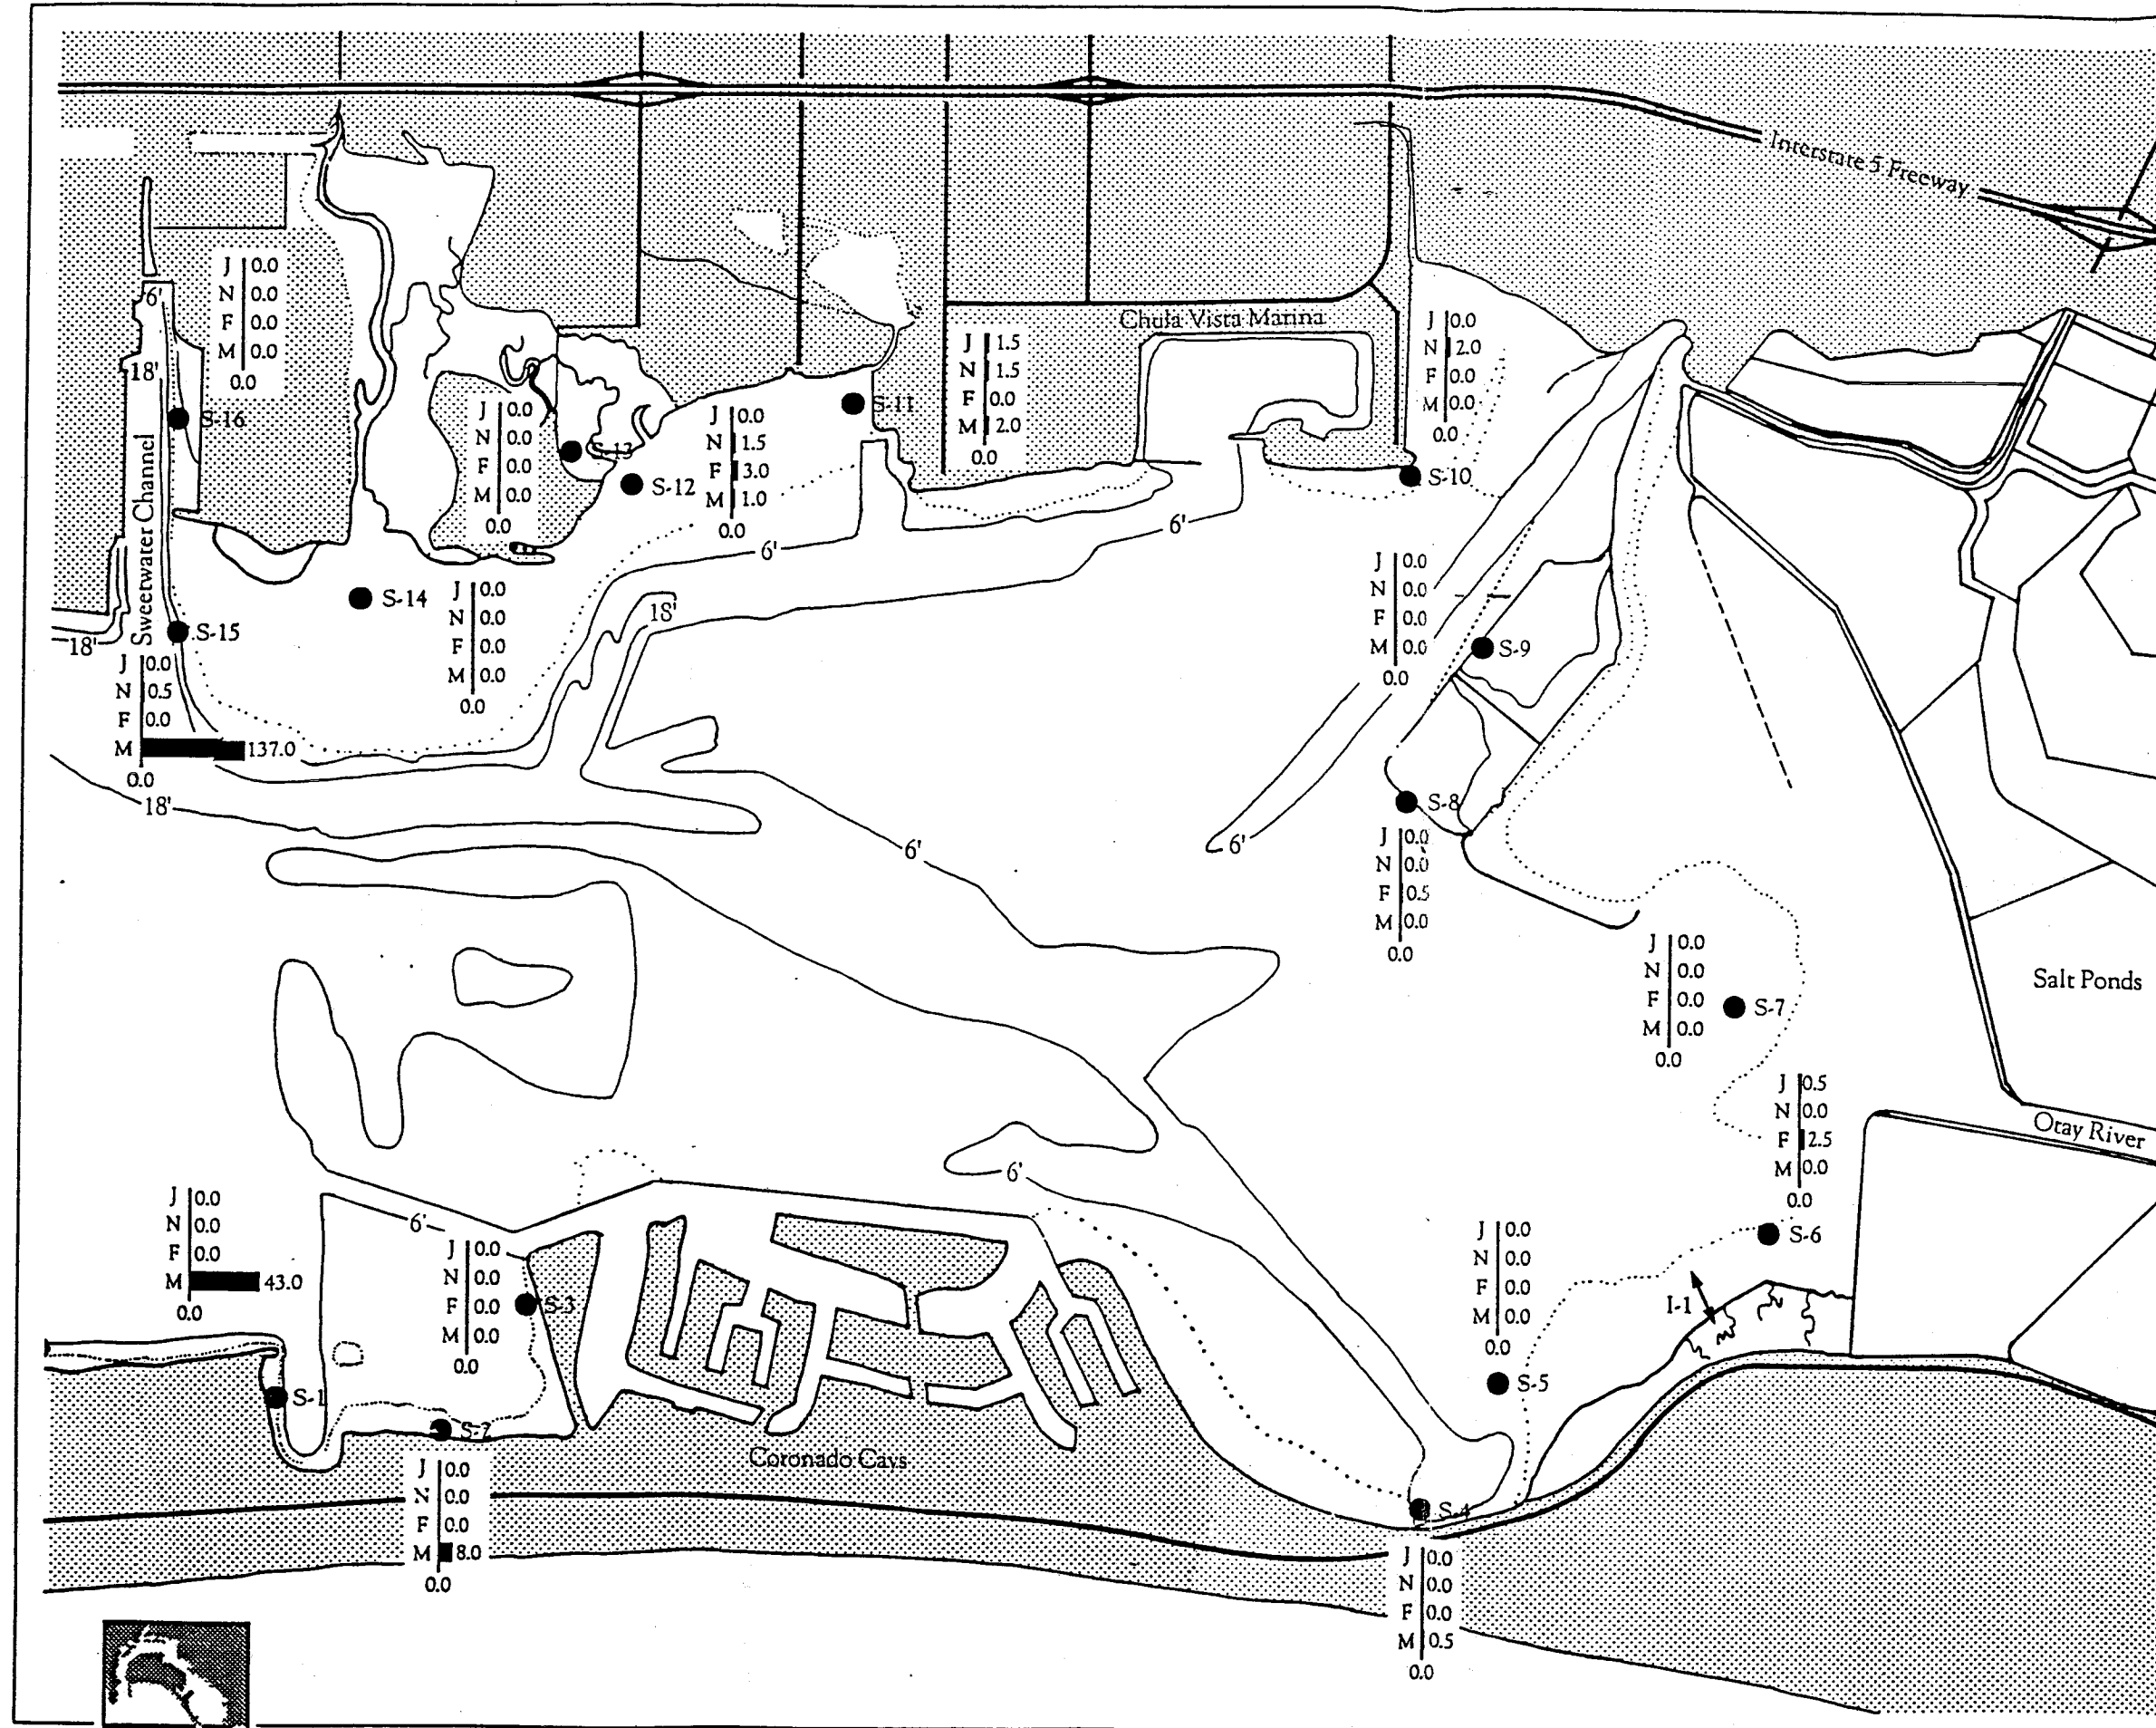 Interstate 5 Freeway
J 0.0
N 0.0
F 0.0
M 0.0
0.0
6'
18'
S-16
Sweetwater Channel
Chula Vista Marina
J 1.5
N 1.5
F 0.0
M 2.0
0.0
S-11
J 0.0
N 2.0
F 0.0
M 0.0
0.0
S-10
J 0.0
N 0.0
F 0.0
M 0.0
0.0
S-13
S-12
J 0.0
N 1.5
F 3.0
M 1.0
0.0
6'
6'
S-14
J 0.0
N 0.0
F 0.0
M 0.0
0.0
18'
18'
S-15
J 0.0
N 0.5
F 0.0
M 137.0
0.0
18'
J 0.0
N 0.0
F 0.0
M 0.0
0.0
S-9
S-8
J 0.0
N 0.0
F 0.5
M 0.0
0.0
6'
6'
J 0.0
N 0.0
F 0.0
M 0.0
0.0
S-7
Salt Ponds
J 0.5
N 0.0
F 2.5
M 0.0
0.0
S-6
Otay River
6'
J 0.0
N 0.0
F 0.0
M 43.0
0.0
S-1
6'
J 0.0
N 0.0
F 0.0
M 0.0
0.0
S-3
S-2
J 0.0
N 0.0
F 0.0
M 8.0
0.0
Coronado Cays
J 0.0
N 0.0
F 0.0
M 0.0
0.0
S-5
I-1
S-4
J 0.0
N 0.0
F 0.0
M 0.5
0.0